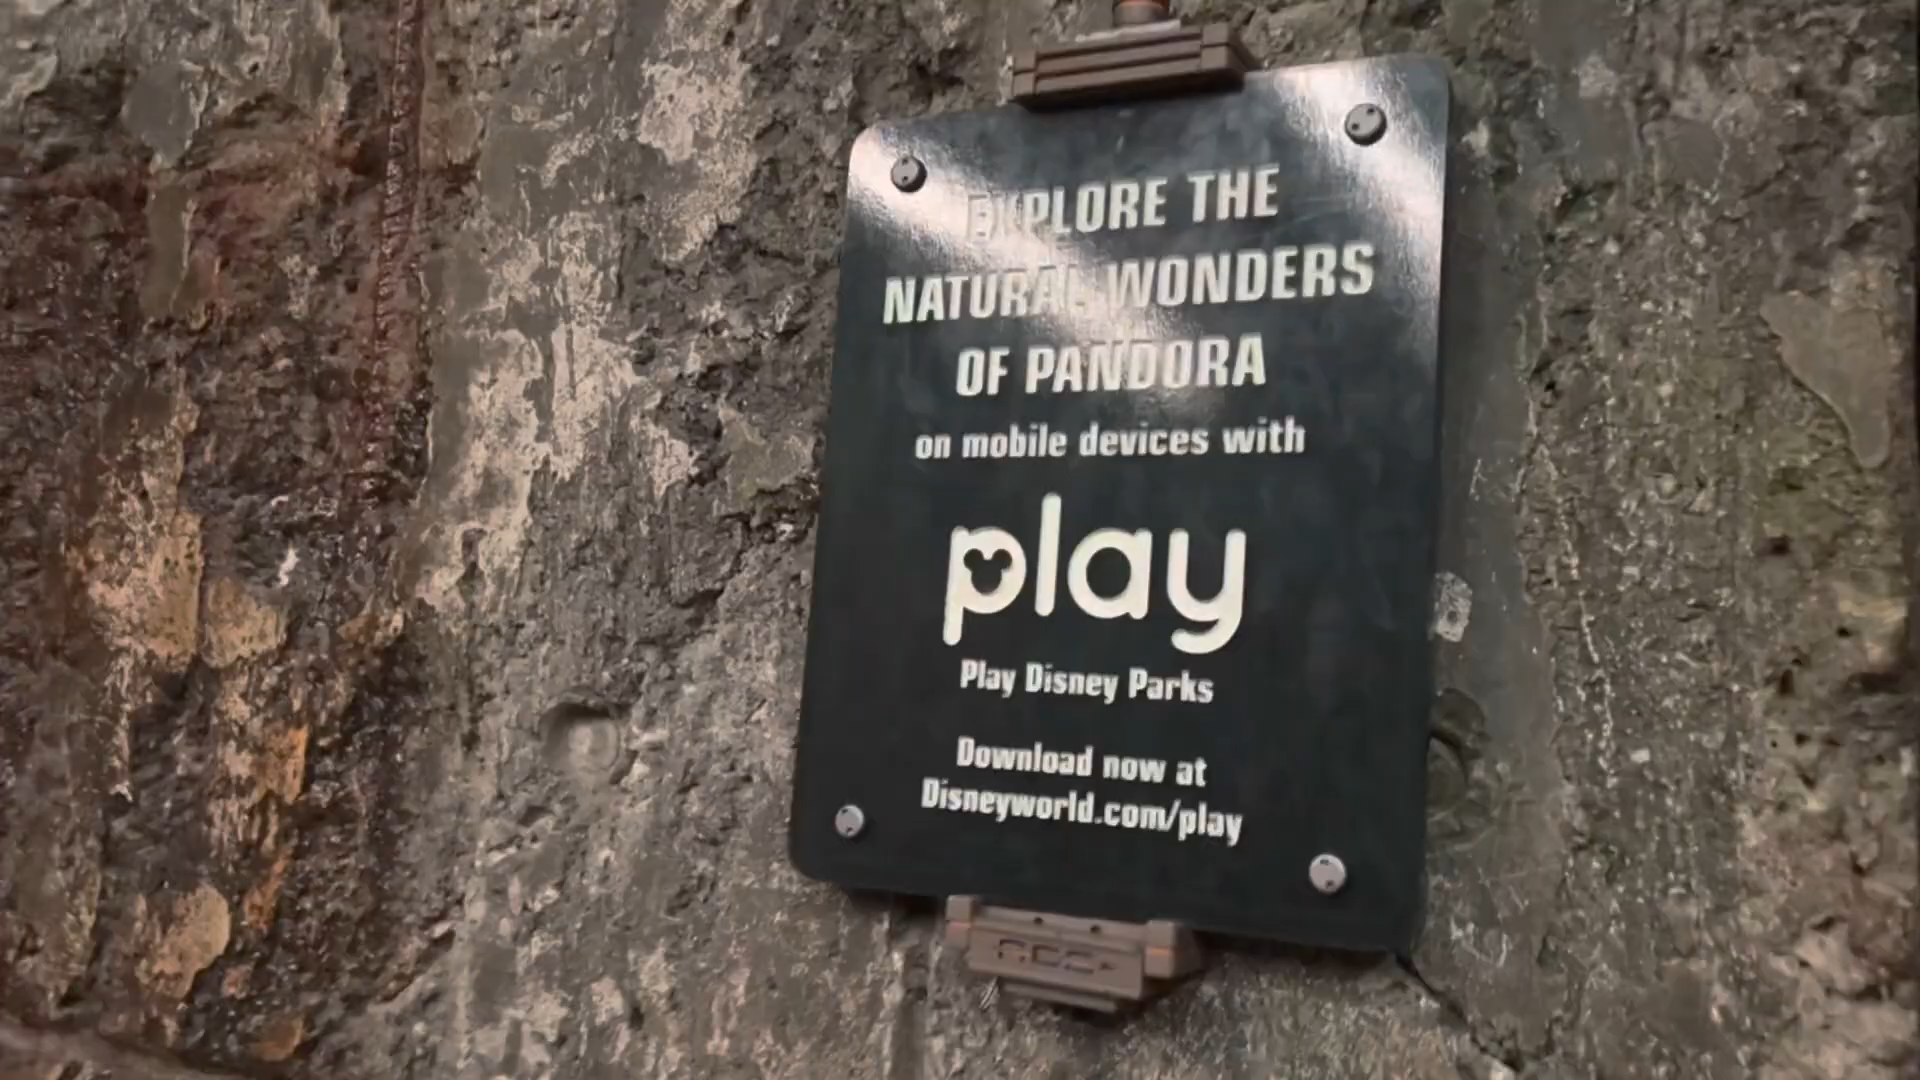 EXPLORE THE
NATURAL WONDERS
OF PANDORA
on mobile devices with
play
Play Disney Parks
Download now at
Disneyworld.com/play